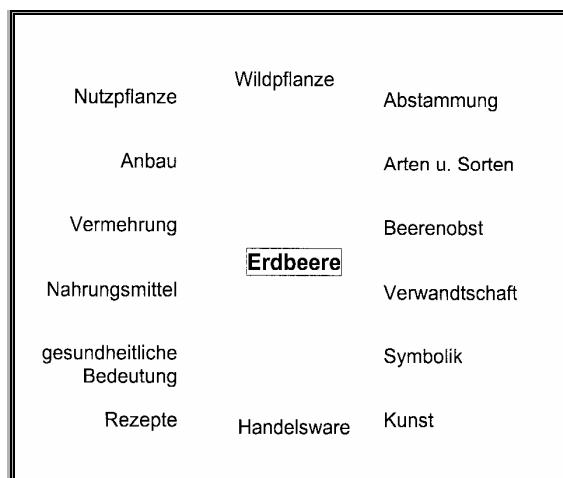 Wildpflanze
Nutzpflanze
Abstammung
Anbau
Arten u. Sorten
Vermehrung
Beerenobst
Erdbeere
Nahrungsmittel
Verwandtschaft
gesundheitliche
Bedeutung
Symbolik
Rezepte
Handelsware
Kunst